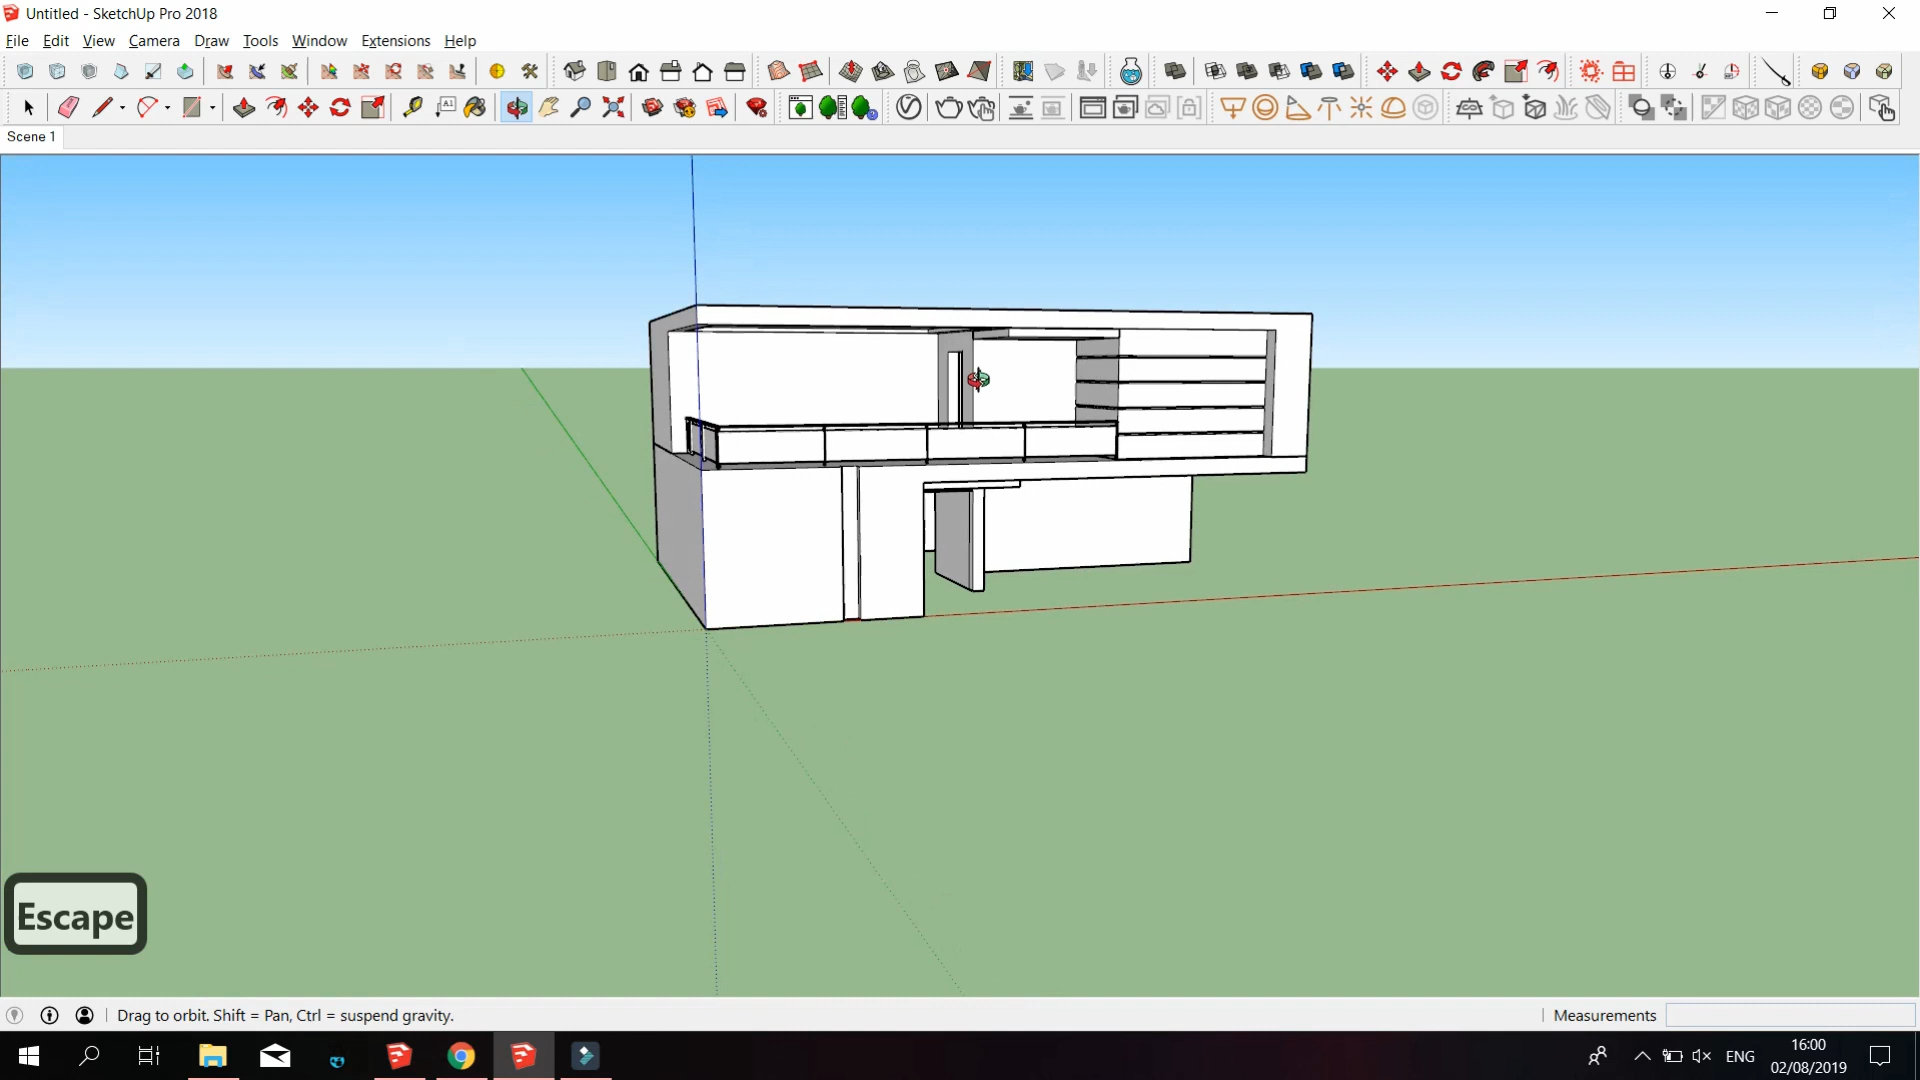 Untitled - SketchUp Pro 2018
File Edit View Camera Draw Tools Window Extensions Help
Scene 1
Escape
Drag to orbit. Shift = Pan, Ctrl = suspend gravity.
Measurements
ENG
16:00
02/08/2019